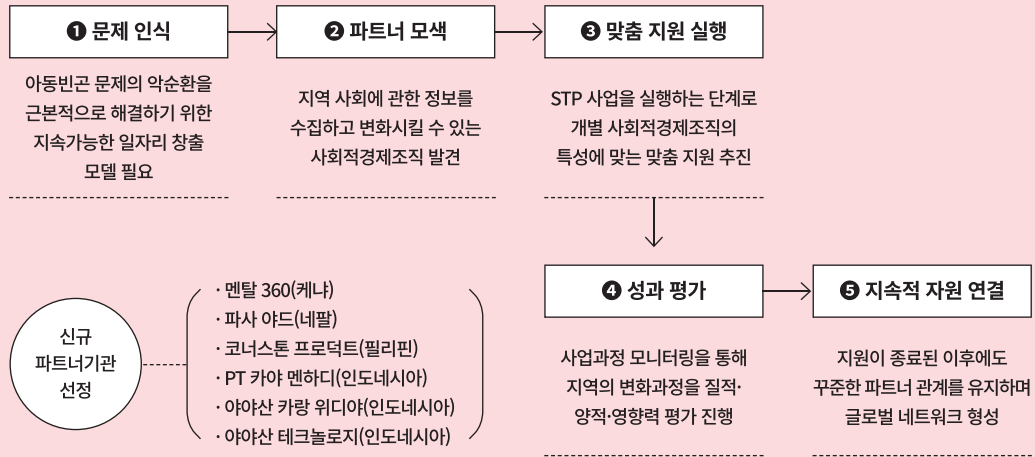 ❶ 문제 인식
아동빈곤 문제의 악순환을
근본적으로 해결하기 위한
지속가능한 일자리 창출
모델 필요
❷ 파트너 모색
지역 사회에 관한 정보를
수집하고 변화시킬 수 있는
사회적경제조직 발견
❸ 맞춤 지원 실행
STP 사업을 실행하는 단계로
개별 사회적경제조직의
특성에 맞는 맞춤 지원 추진
❹ 성과 평가
사업과정 모니터링을 통해
지역의 변화과정을 질적·
양적·영향력 평가 진행
❺ 지속적 자원 연결
지원이 종료된 이후에도
꾸준한 파트너 관계를 유지하며
글로벌 네트워크 형성
신규
파트너기관
선정
· 멘탈 360(케냐)
· 파사 야드(네팔)
· 코너스톤 프로덕트(필리핀)
· PT 카야 멘하디(인도네시아)
· 야야산 카랑 위디야(인도네시아)
· 야야산 테크놀로지(인도네시아)